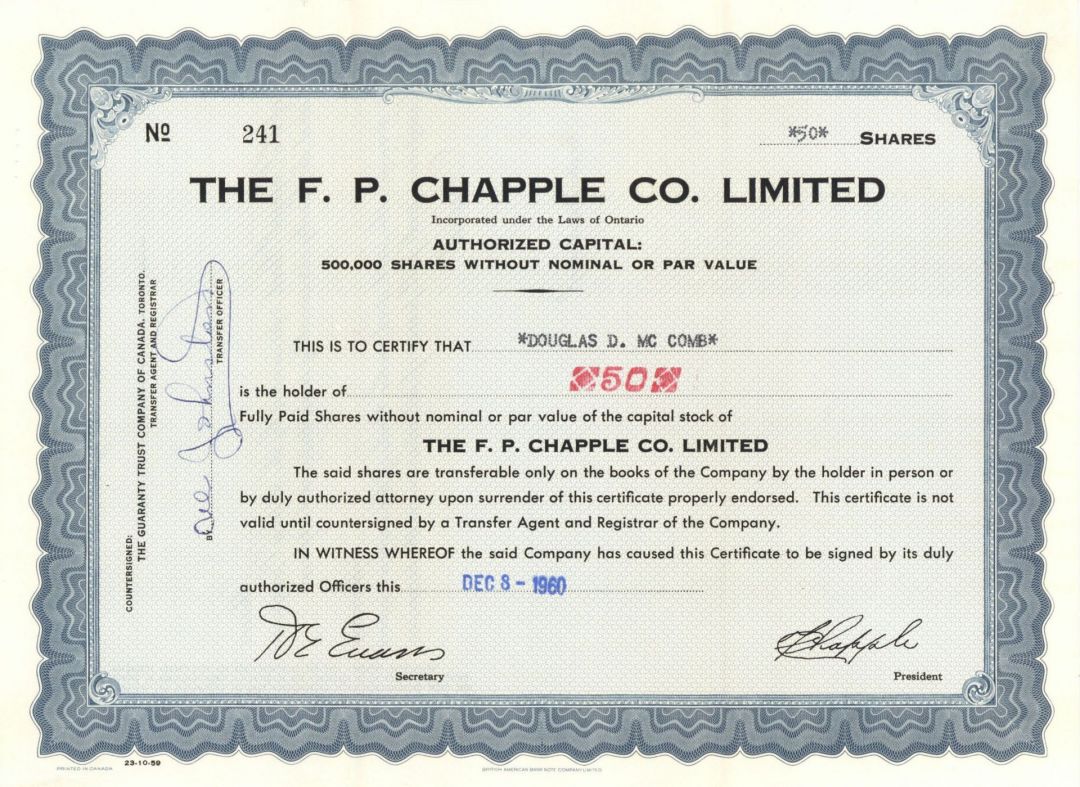 Nº 241 *50* SHARES
THE F. P. CHAPPLE CO. LIMITED
Incorporated under the Laws of Ontario
AUTHORIZED CAPITAL:
500,000 SHARES WITHOUT NOMINAL OR PAR VALUE
THIS IS TO CERTIFY THAT *DOUGLAS D. MC COMB*
is the holder of 50
Fully Paid Shares without nominal or par value of the capital stock of
THE F. P. CHAPPLE CO. LIMITED
The said shares are transferable only on the books of the Company by the holder in person or
by duly authorized attorney upon surrender of this certificate properly endorsed. This certificate is not
valid until countersigned by a Transfer Agent and Registrar of the Company.
IN WITNESS WHEREOF the said Company has caused this Certificate to be signed by its duly
authorized Officers this DEC 8 - 1960
Evans Chapple
Secretary President
COUNTERSIGNED:
THE GUARANTY TRUST COMPANY OF CANADA, TORONTO.
TRANSFER AGENT AND REGISTRAR
BY Johnston
TRANSFER OFFICER
PRINTED IN CANADA 23-10-59 BRITISH AMERICAN BANK NOTE COMPANY LIMITED